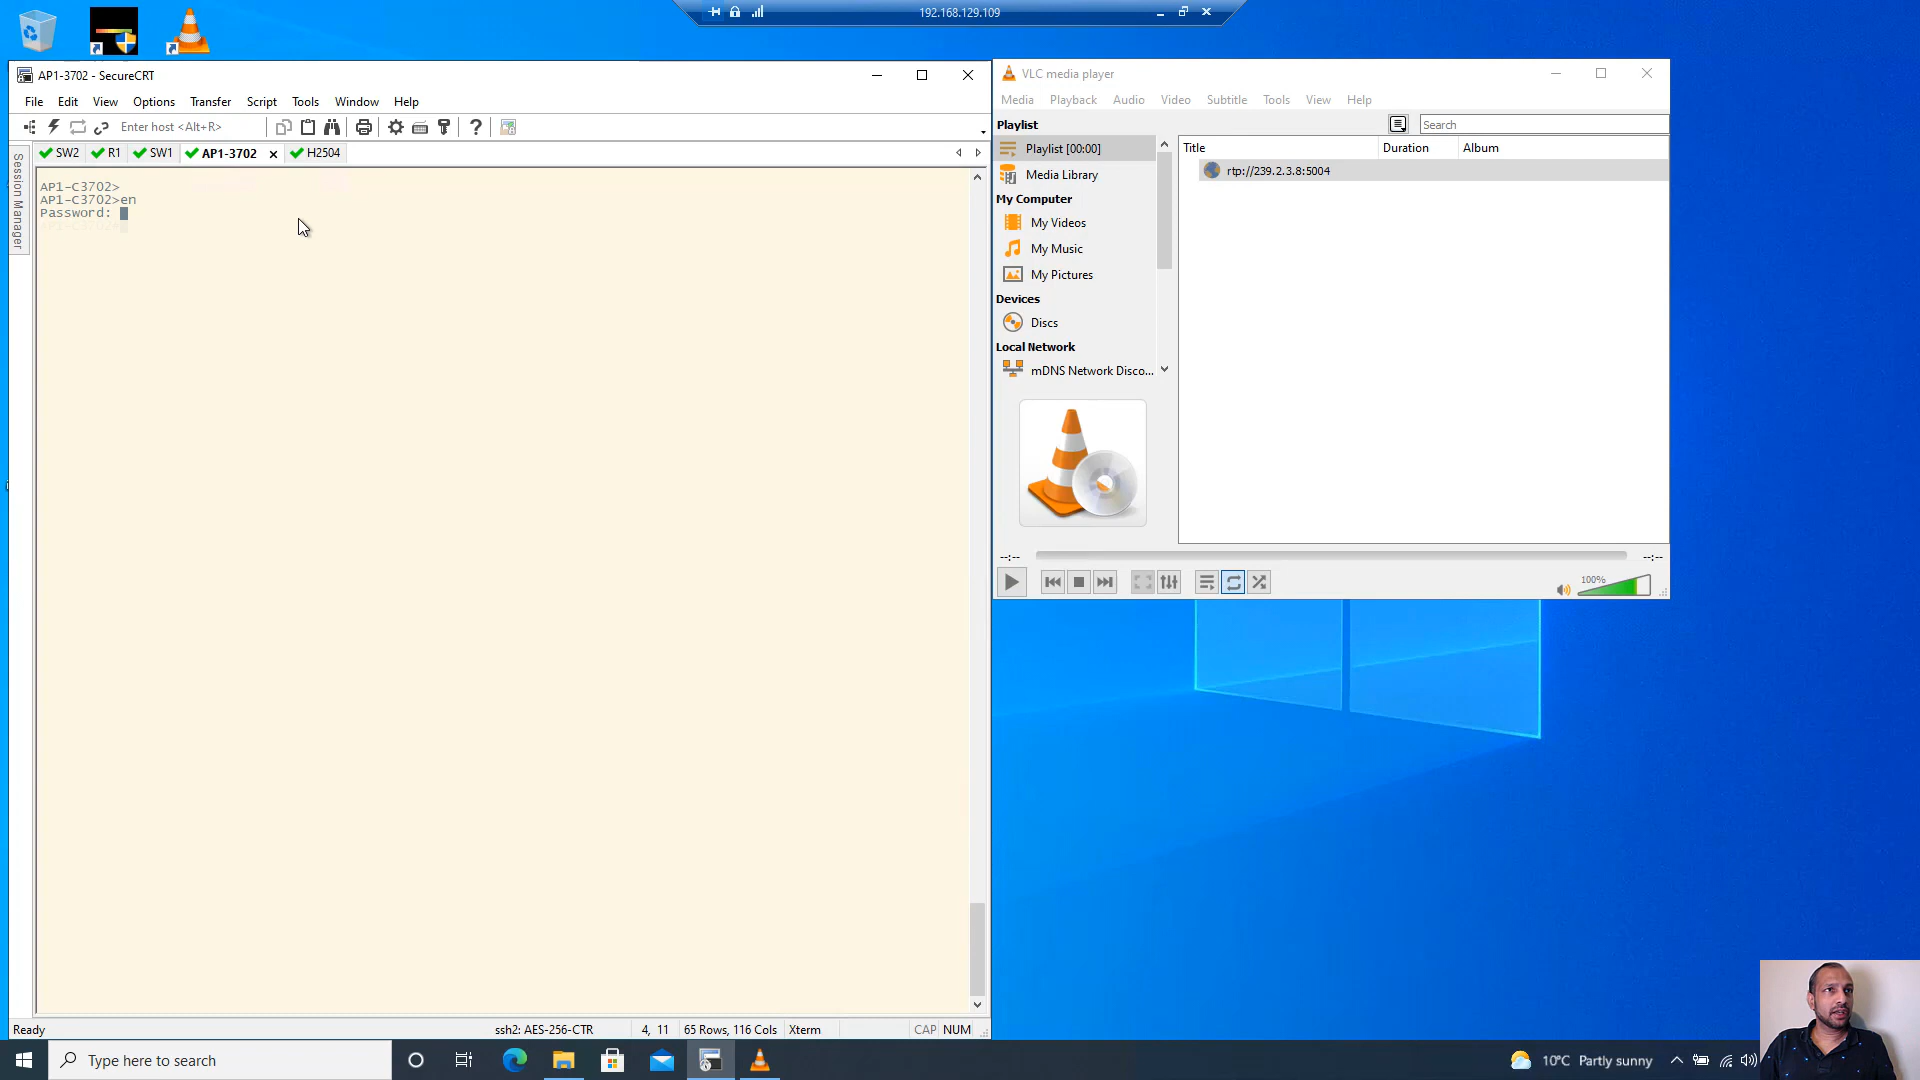 192.168.129.109
AP1-3702 - SecureCRT
File Edit View Options Transfer Script Tools Window Help
Enter host <Alt+R>
SW2 R1 SW1 AP1-3702 H2504
Session Manager
AP1-C3702>
AP1-C3702>en
Password:
Ready ssh2: AES-256-CTR 4, 11 65 Rows, 116 Cols Xterm CAP NUM
VLC media player
Media Playback Audio Video Subtitle Tools View Help
Playlist
Search
Playlist [00:00]
Media Library
My Computer
My Videos
My Music
My Pictures
Devices
Discs
Local Network
mDNS Network Disco...
Title Duration Album
rtp://239.2.3.8:5004
--:-- --:--
100%
Type here to search
10°C Partly sunny